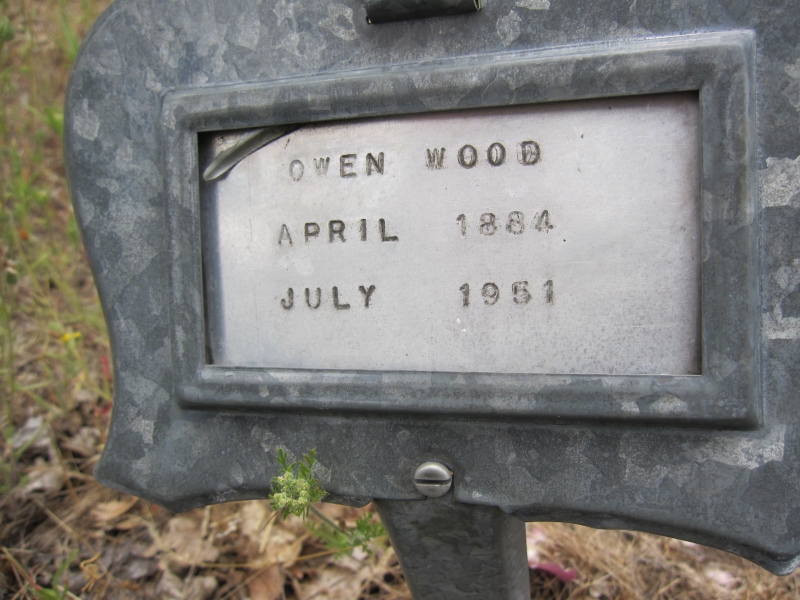 OWEN WOOD
APRIL 1884
JULY 1951